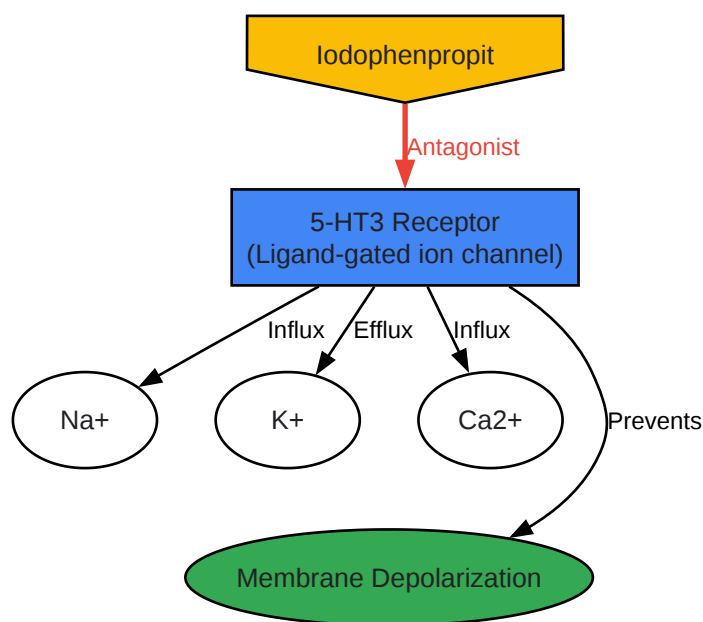 Iodophenpropit
Antagonist
5-HT3 Receptor
(Ligand-gated ion channel)
Influx
Efflux
Influx
Na+
K+
Ca2+
Prevents
Membrane Depolarization